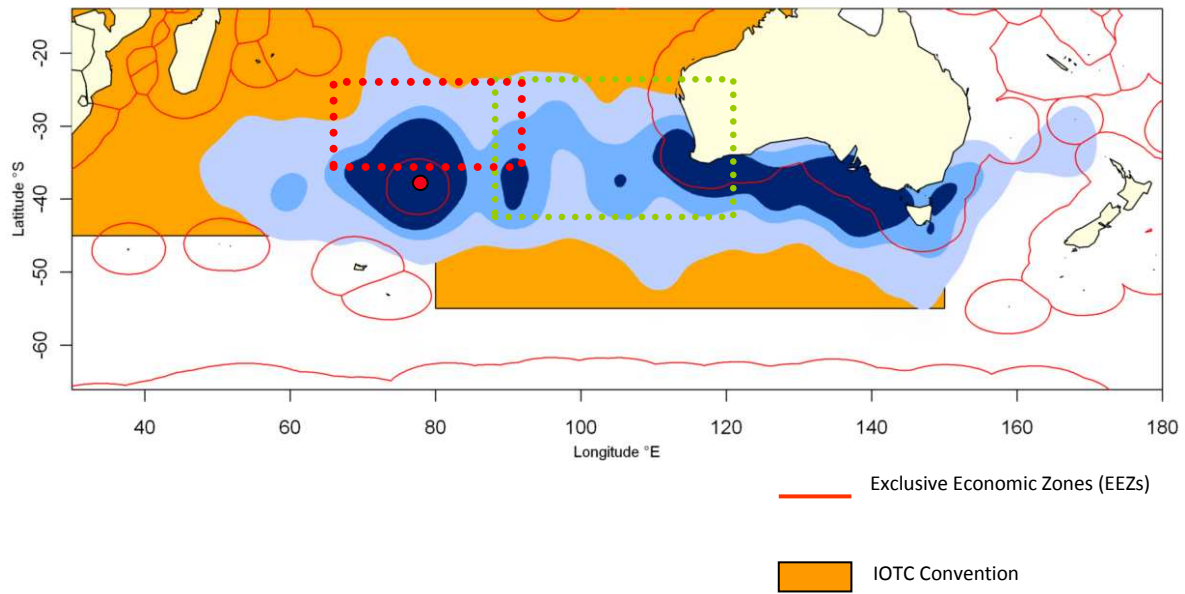 -20
-30
-40
-50
-60
Latitude °S
40 60 80 100 120 140 160 180
Longitude °E
Exclusive Economic Zones (EEZs)
IOTC Convention